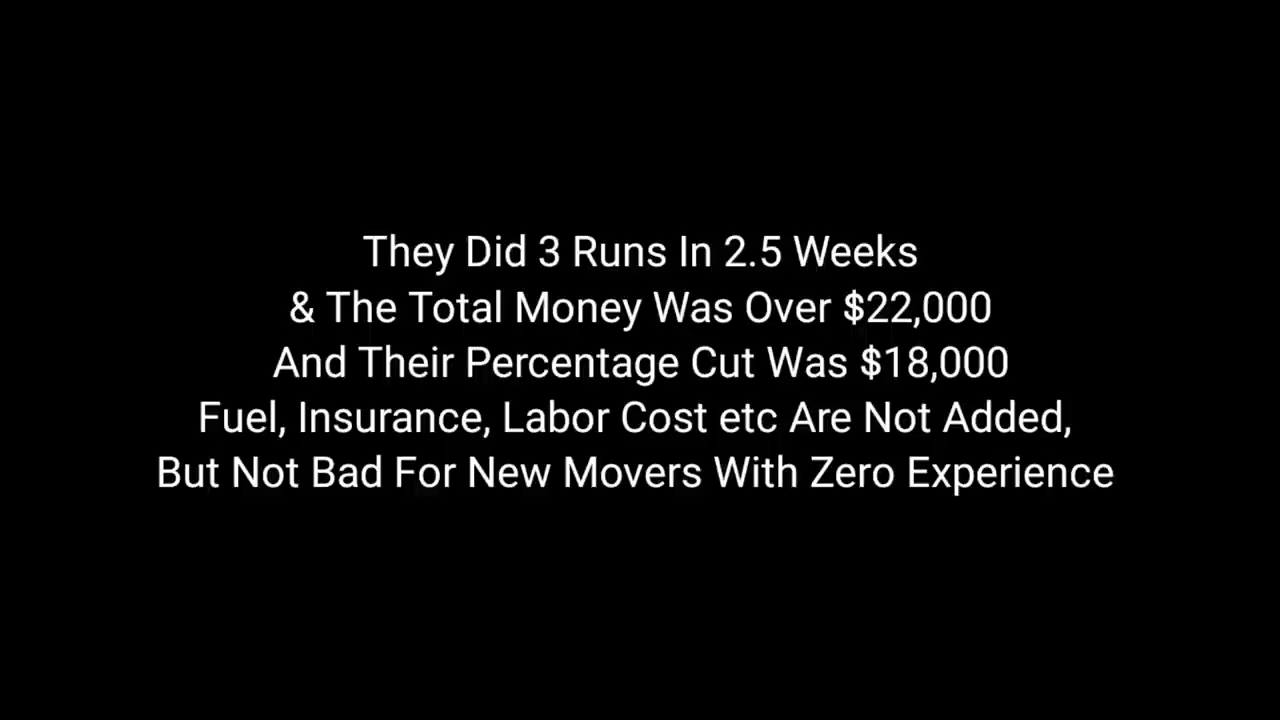 They Did 3 Runs In 2.5 Weeks
& The Total Money Was Over $22,000
And Their Percentage Cut Was $18,000
Fuel, Insurance, Labor Cost etc Are Not Added,
But Not Bad For New Movers With Zero Experience